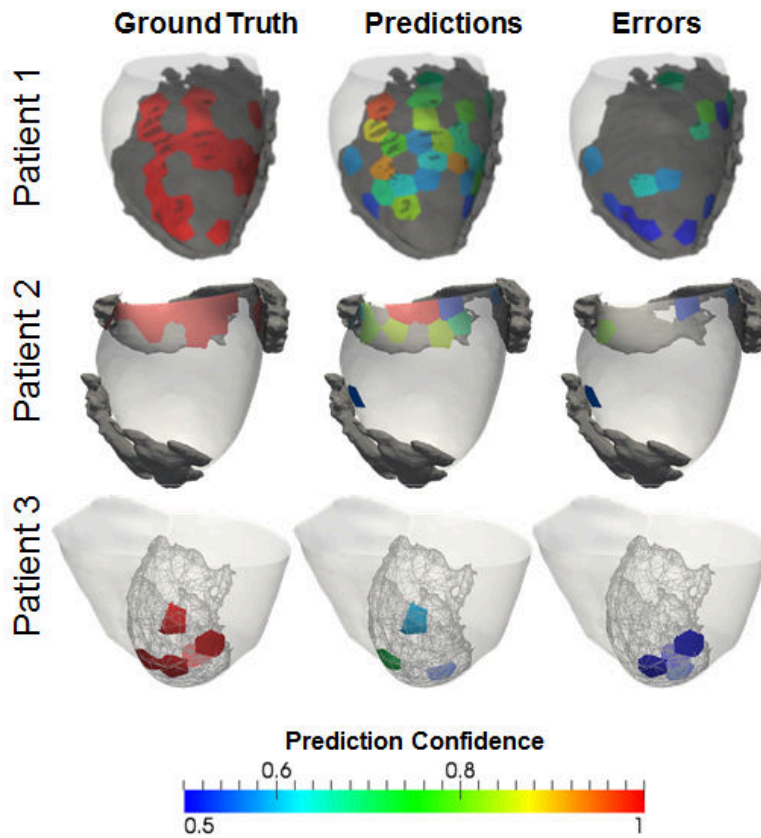 Ground Truth Predictions Errors
Patient 1
Patient 2
Patient 3
Prediction Confidence
0.6 0.8
0.5 1